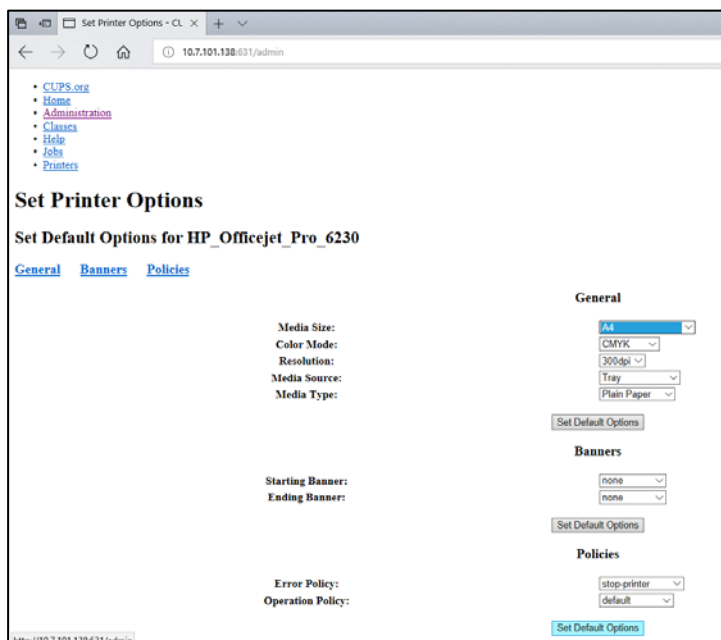 Set Printer Options - CU
10.7.101.138:631/admin
CUPS.org
Home
Administration
Classes
Help
Jobs
Printers
Set Printer Options
Set Default Options for HP_Officejet_Pro_6230
General Banners Policies
General
Media Size: A4
Color Mode: CMYK
Resolution: 300dpi
Media Source: Tray
Media Type: Plain Paper
Set Default Options
Banners
Starting Banner: none
Ending Banner: none
Set Default Options
Policies
Error Policy: stop-printer
Operation Policy: default
Set Default Options